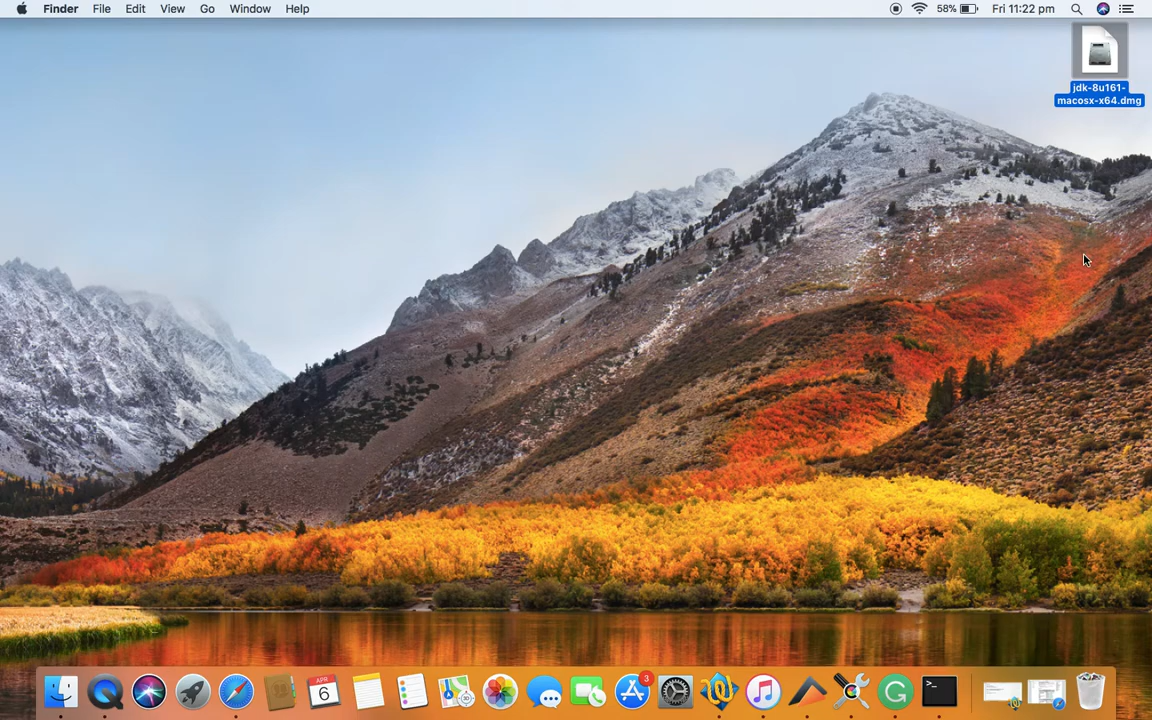 Finder File Edit View Go Window Help 58% Fri 11:22 pm
jdk-8u161-
macosx-x64.dmg
APR
6
3
>_